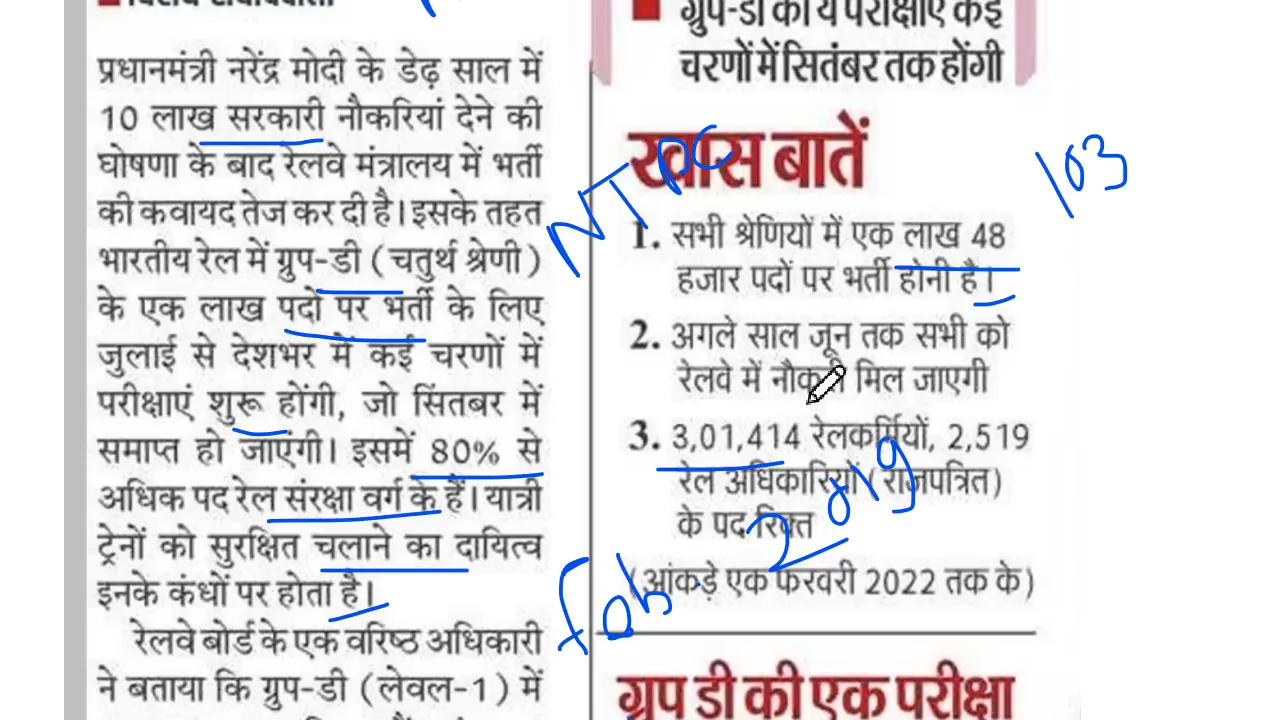 विशेष संवाददाता
प्रधानमंत्री नरेंद्र मोदी के डेढ़ साल में
10 लाख सरकारी नौकरियां देने की
घोषणा के बाद रेलवे मंत्रालय में भर्ती
की कवायद तेज कर दी है। इसके तहत
भारतीय रेल में ग्रुप-डी (चतुर्थ श्रेणी)
के एक लाख पदों पर भर्ती के लिए
जुलाई से देशभर में कई चरणों में
परीक्षाएं शुरू होंगी, जो सिंतबर में
समाप्त हो जाएंगी। इसमें 80% से
अधिक पद रेल संरक्षा वर्ग के हैं। यात्री
ट्रेनों को सुरक्षित चलाने का दायित्व
इनके कंधों पर होता है।
रेलवे बोर्ड के एक वरिष्ठ अधिकारी
ने बताया कि ग्रुप-डी (लेवल-1) में
ग्रुप-डी की ये परीक्षाएं कई
चरणों में सितंबर तक होंगी
खास बातें
NTPC
103
1. सभी श्रेणियों में एक लाख 48
हजार पदों पर भर्ती होनी है।
2. अगले साल जून तक सभी को
रेलवे में नौकरी मिल जाएगी
3. 3,01,414 रेलकर्मियों, 2,519
रेल अधिकारियों (राजपत्रित)
के पद रिक्त
2019
(आंकड़े एक फरवरी 2022 तक के)
feb
ग्रुप डी की एक परीक्षा